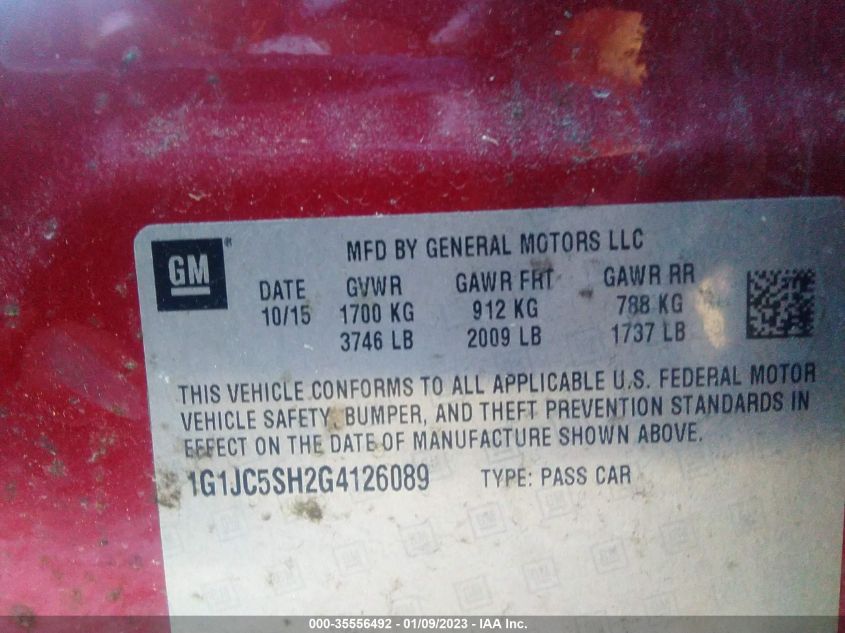 GM®
MFD BY GENERAL MOTORS LLC
DATE GVWR GAWR FRT GAWR RR
10/15 1700 KG 912 KG 788 KG
3746 LB 2009 LB 1737 LB
THIS VEHICLE CONFORMS TO ALL APPLICABLE U.S. FEDERAL MOTOR
VEHICLE SAFETY, BUMPER, AND THEFT PREVENTION STANDARDS IN
EFFECT ON THE DATE OF MANUFACTURE SHOWN ABOVE.
1G1JC5SH2G4126089 TYPE: PASS CAR
000-35556492 - 01/09/2023 - IAA Inc.